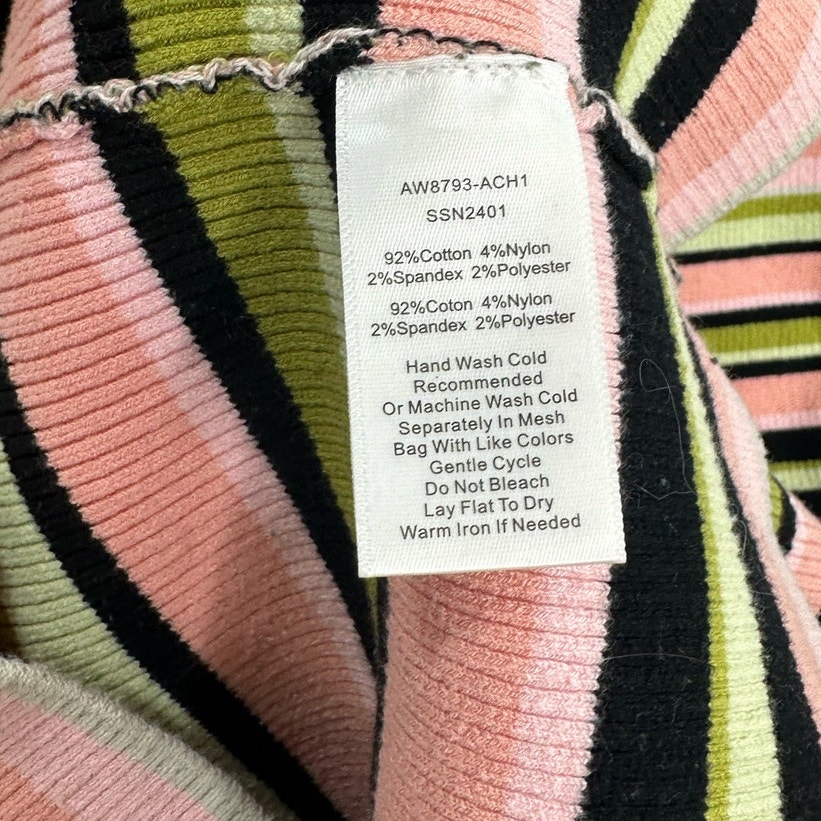 AW8793-ACH1
SSN2401
92%Cotton 4%Nylon
2%Spandex 2%Polyester
92%Coton 4%Nylon
2%Spandex 2%Polyester
Hand Wash Cold
Recommended
Or Machine Wash Cold
Separately In Mesh
Bag With Like Colors
Gentle Cycle
Do Not Bleach
Lay Flat To Dry
Warm Iron If Needed